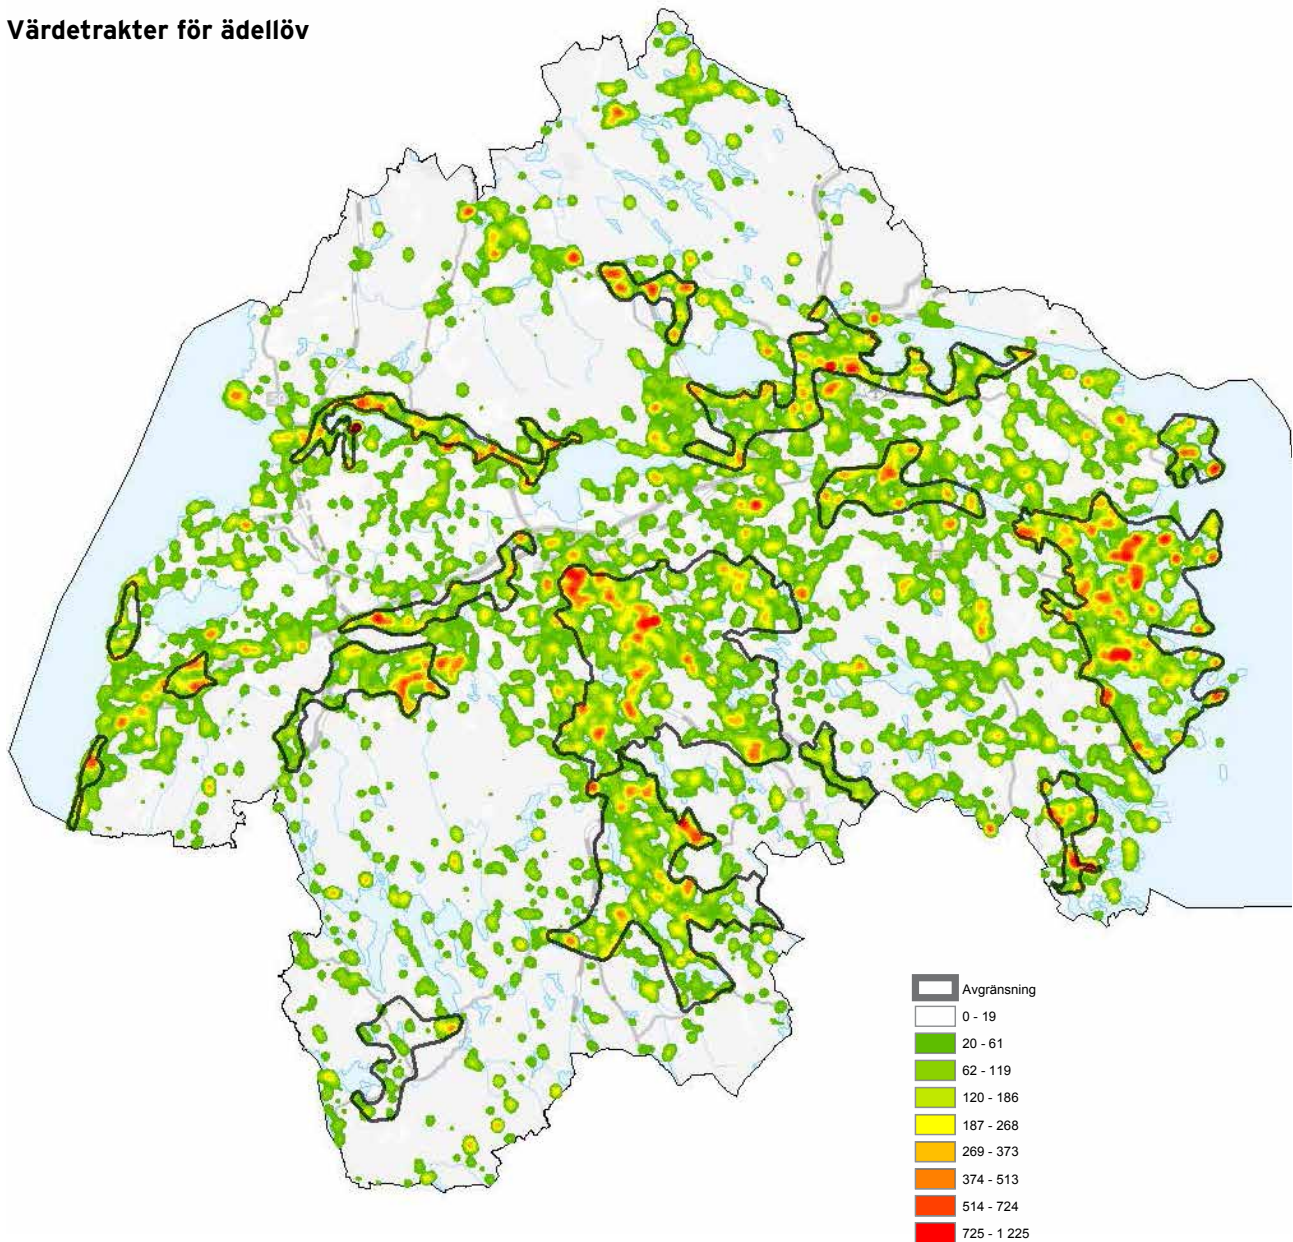 Värdetrakter för ädellöv
Avgränsning
0 - 19
20 - 61
62 - 119
120 - 186
187 - 268
269 - 373
374 - 513
514 - 724
725 - 1 225